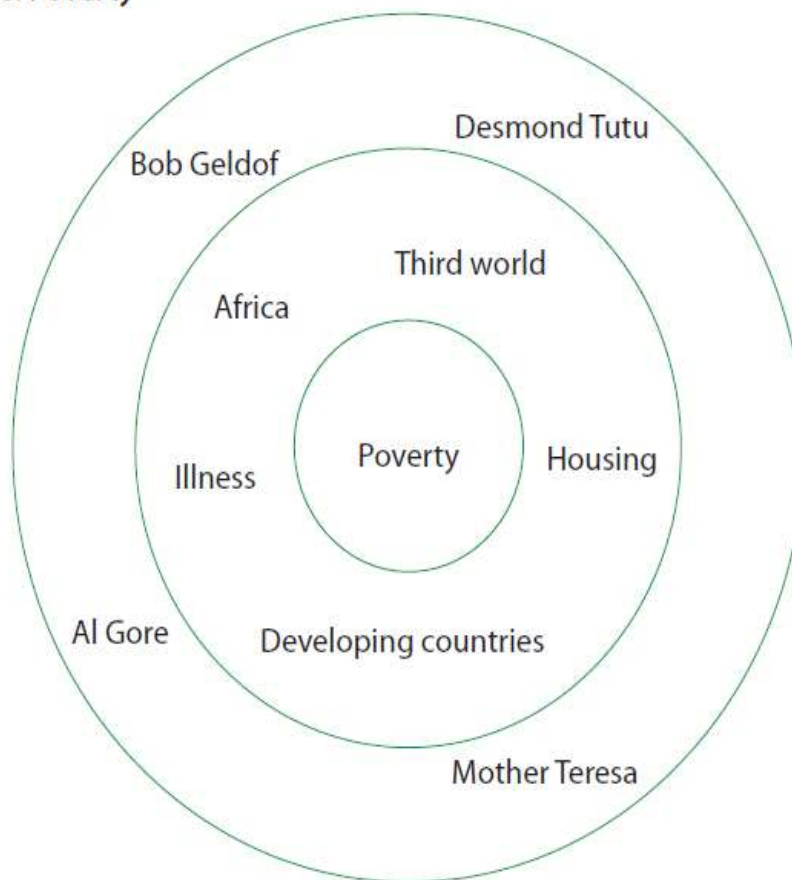 Desmond Tutu
Bob Geldof
Third world
Africa
Poverty
Housing
Illness
Al Gore
Developing countries
Mother Teresa